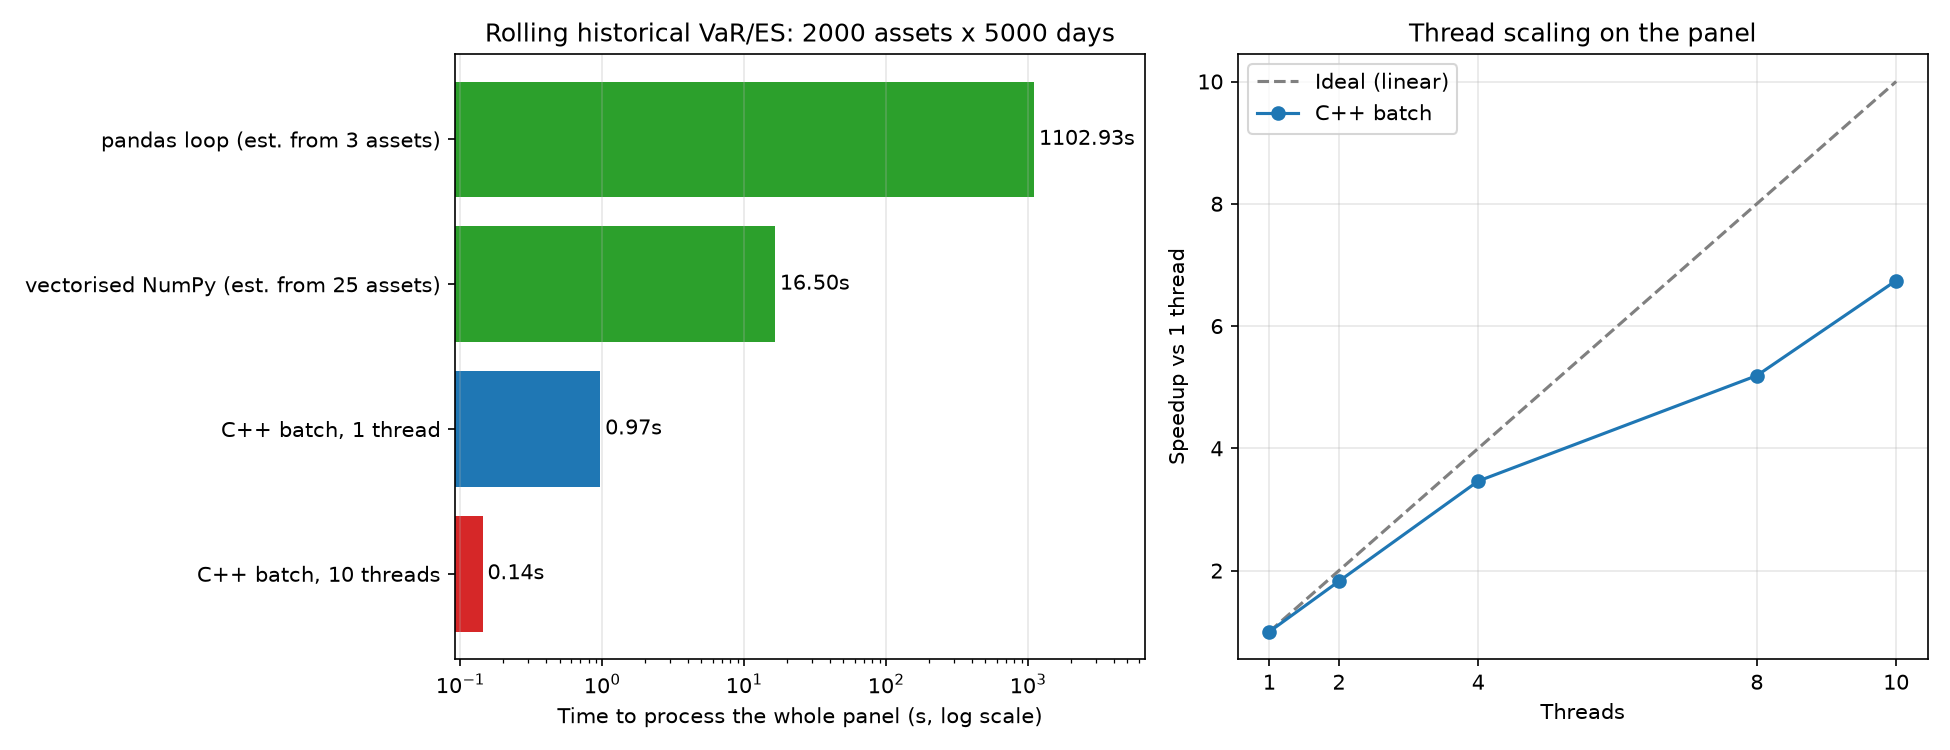 Rolling historical VaR/ES: 2000 assets x 5000 days
pandas loop (est. from 3 assets)
1102.93s
vectorised NumPy (est. from 25 assets)
16.50s
C++ batch, 1 thread
0.97s
C++ batch, 10 threads
0.14s
10⁻¹ 10⁰ 10¹ 10² 10³
Time to process the whole panel (s, log scale)
Thread scaling on the panel
Ideal (linear)
C++ batch
Speedup vs 1 thread
10
8
6
4
2
1 2 4 8 10
Threads